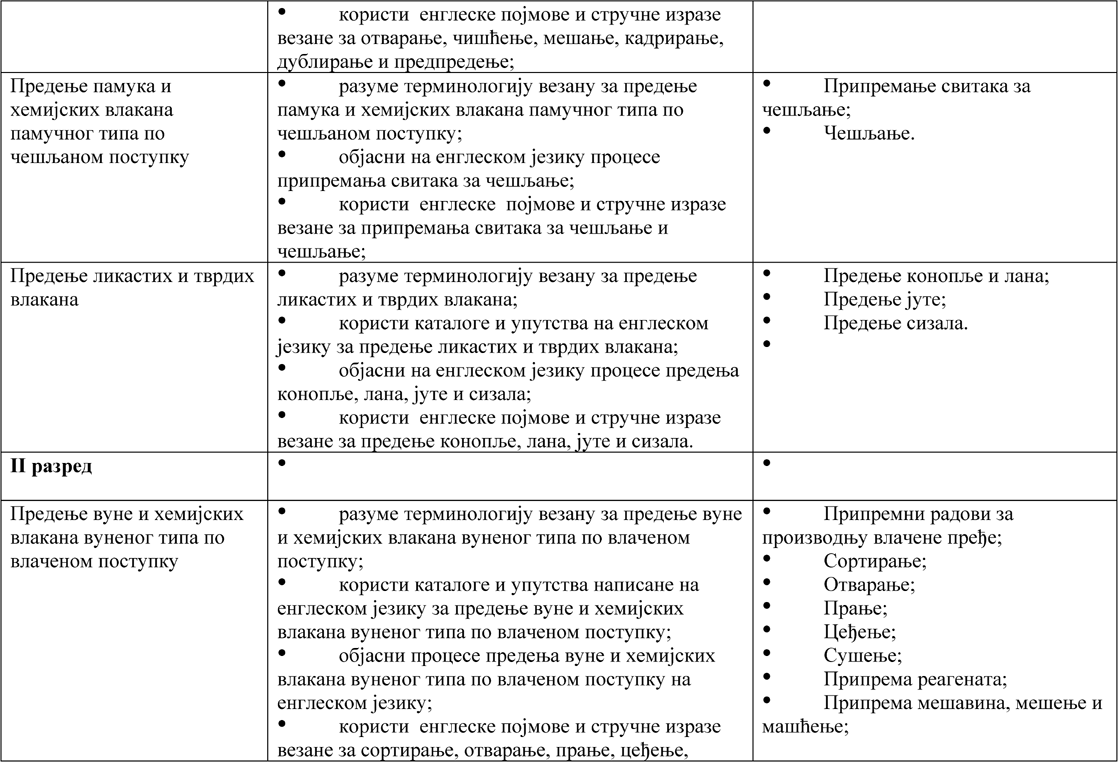 • користи енглеске појмове и стручне изразе
везане за отварање, чишћење, мешање, кадрирање,
дублирање и предпредење;
Предење памука и
хемијских влакана
памучног типа по
чешљаном поступку
• разуме терминологију везану за предење
памука и хемијских влакана памучног типа по
чешљаном поступку;
• објасни на енглеском језику процесе
припремања свитака за чешљање;
• користи енглеске појмове и стручне изразе
везане за припремања свитака за чешљање и
чешљање;
• Припремање свитака за
чешљање;
• Чешљање.
Предење ликастих и тврдих
влакана
• разуме терминологију везану за предење
ликастих и тврдих влакана;
• користи каталоге и упутства на енглеском
језику за предење ликастих и тврдих влакана;
• објасни на енглеском језику процесе предења
конопље, лана, јуте и сизала;
• користи енглеске појмове и стручне изразе
везане за предење конопље, лана, јуте и сизала.
• Предење конопље и лана;
• Предење јуте;
• Предење сизала.
•
II разред
•
•
Предење вуне и хемијских
влакана вуненог типа по
влаченом поступку
• разуме терминологију везану за предење вуне
и хемијских влакана вуненог типа по влаченом
поступку;
• користи каталоге и упутства написане на
енглеском језику за предење вуне и хемијских
влакана вуненог типа по влаченом поступку;
• објасни процесе предења вуне и хемијских
влакана вуненог типа по влаченом поступку на
енглеском језику;
• користи енглеске појмове и стручне изразе
везане за сортирање, отварање, прање, цеђење,
• Припремни радови за
производњу влачене пређе;
• Сортирање;
• Отварање;
• Прање;
• Цеђење;
• Сушење;
• Припрема реагената;
• Припрема мешавина, мешење и
машћење;